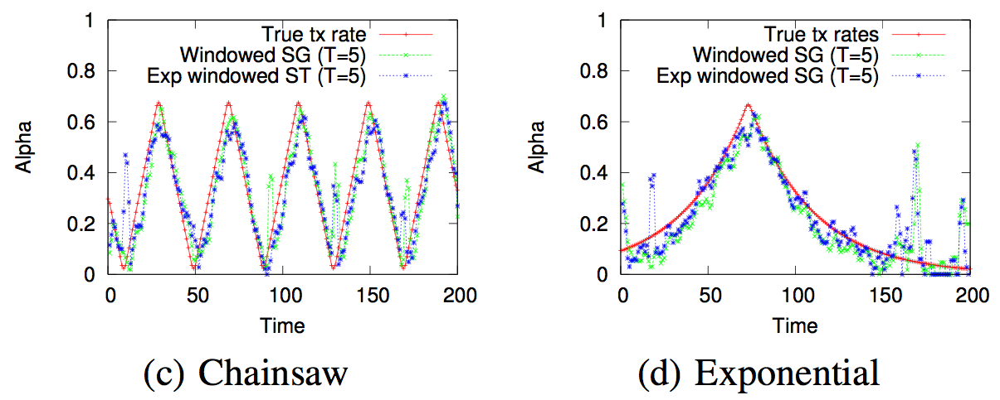 1
0.8
0.6
0.4
0.2
0
Alpha
True tx rate
Windowed SG (T=5)
Exp windowed ST (T=5)
0 50 100 150 200
Time
(c) Chainsaw
1
0.8
0.6
0.4
0.2
0
Alpha
True tx rates
Windowed SG (T=5)
Exp windowed SG (T=5)
0 50 100 150 200
Time
(d) Exponential